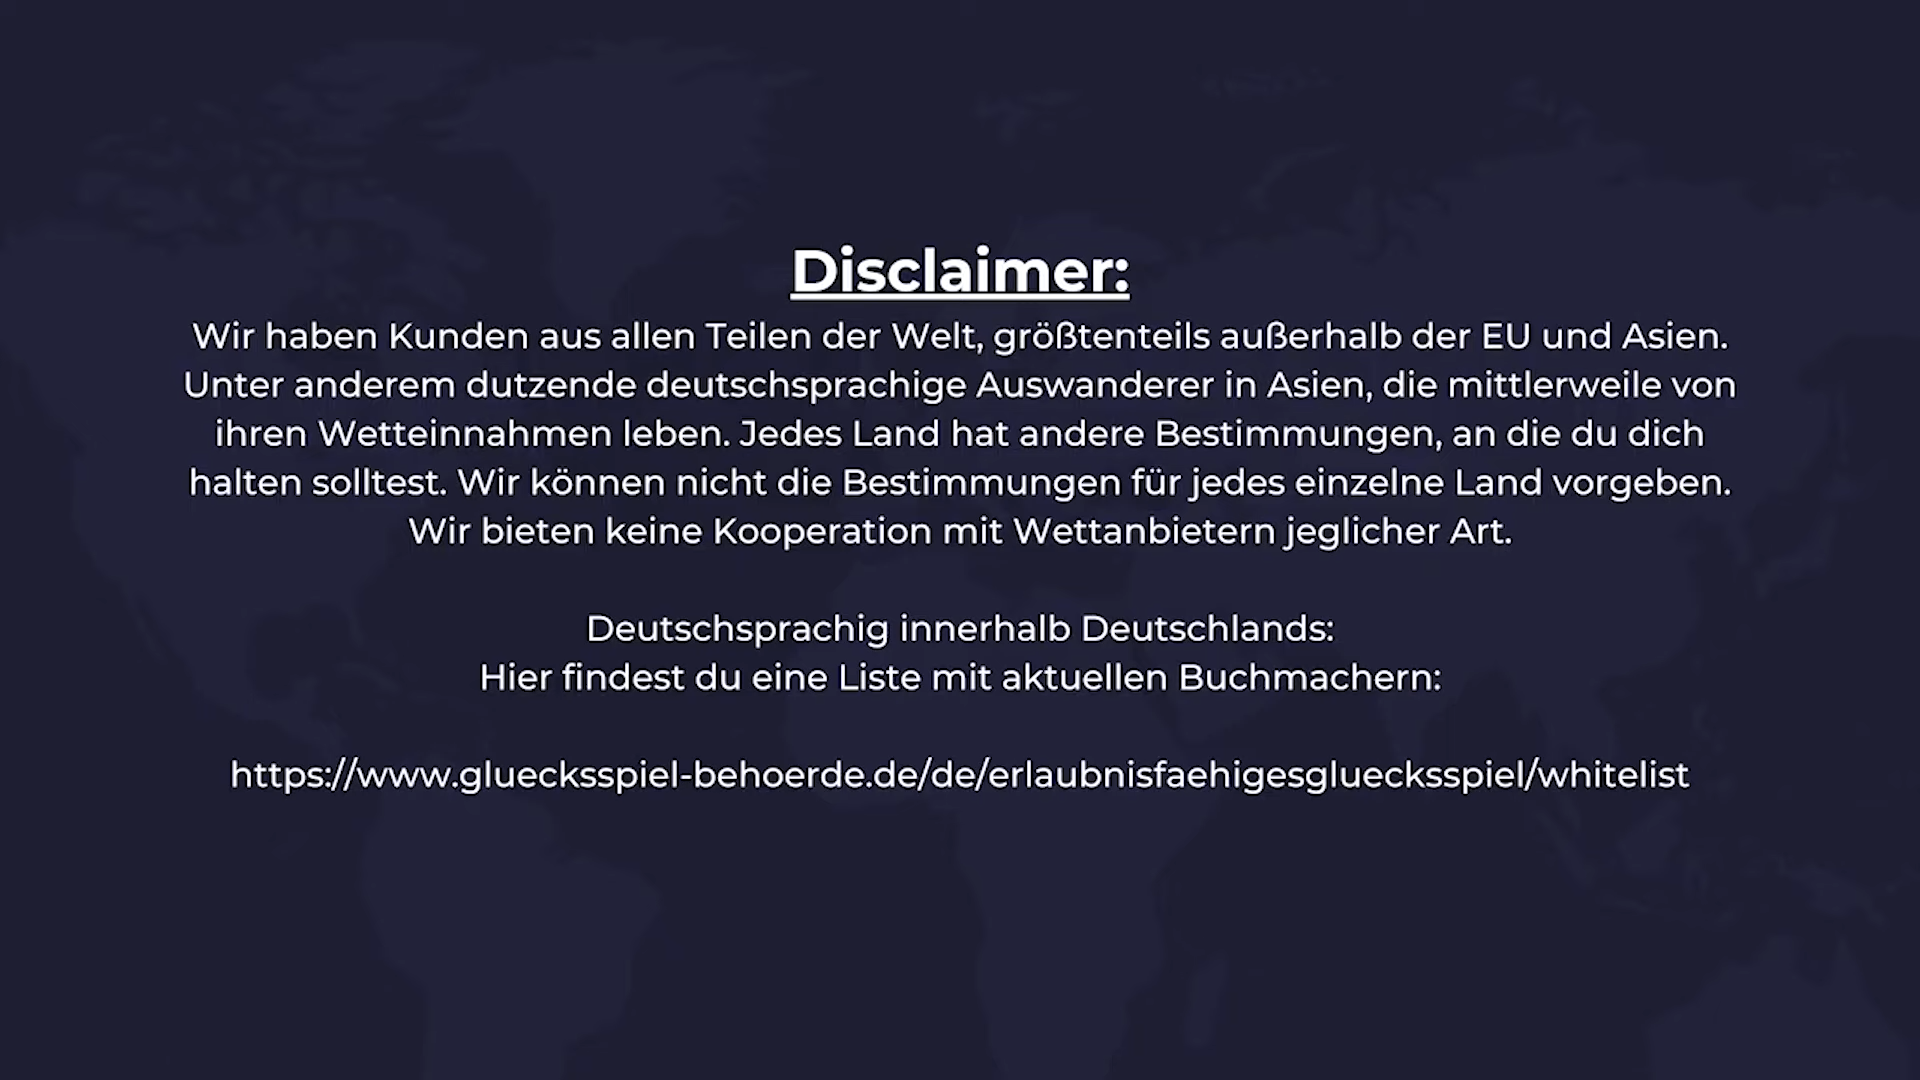 Disclaimer:
Wir haben Kunden aus allen Teilen der Welt, größtenteils außerhalb der EU und Asien.
Unter anderem dutzende deutschsprachige Auswanderer in Asien, die mittlerweile von
ihren Wetteinnahmen leben. Jedes Land hat andere Bestimmungen, an die du dich
halten solltest. Wir können nicht die Bestimmungen für jedes einzelne Land vorgeben.
Wir bieten keine Kooperation mit Wettanbietern jeglicher Art.
Deutschsprachig innerhalb Deutschlands:
Hier findest du eine Liste mit aktuellen Buchmachern:
https://www.gluecksspiel-behoerde.de/de/erlaubnisfaehigesgluecksspiel/whitelist